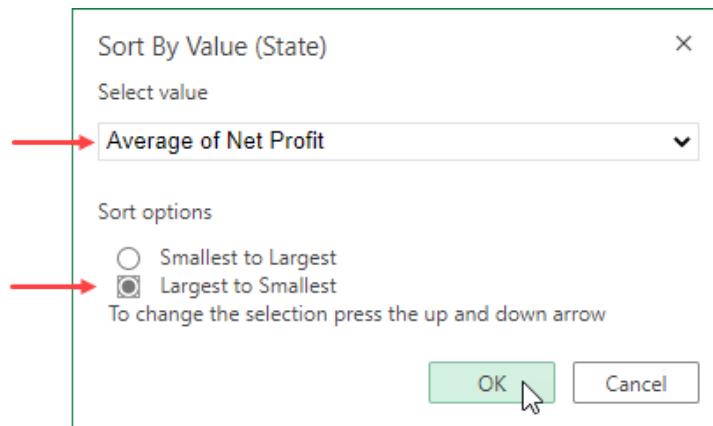 Sort By Value (State)
Select value
Average of Net Profit
Sort options
Smallest to Largest
Largest to Smallest
To change the selection press the up and down arrow
OK
Cancel